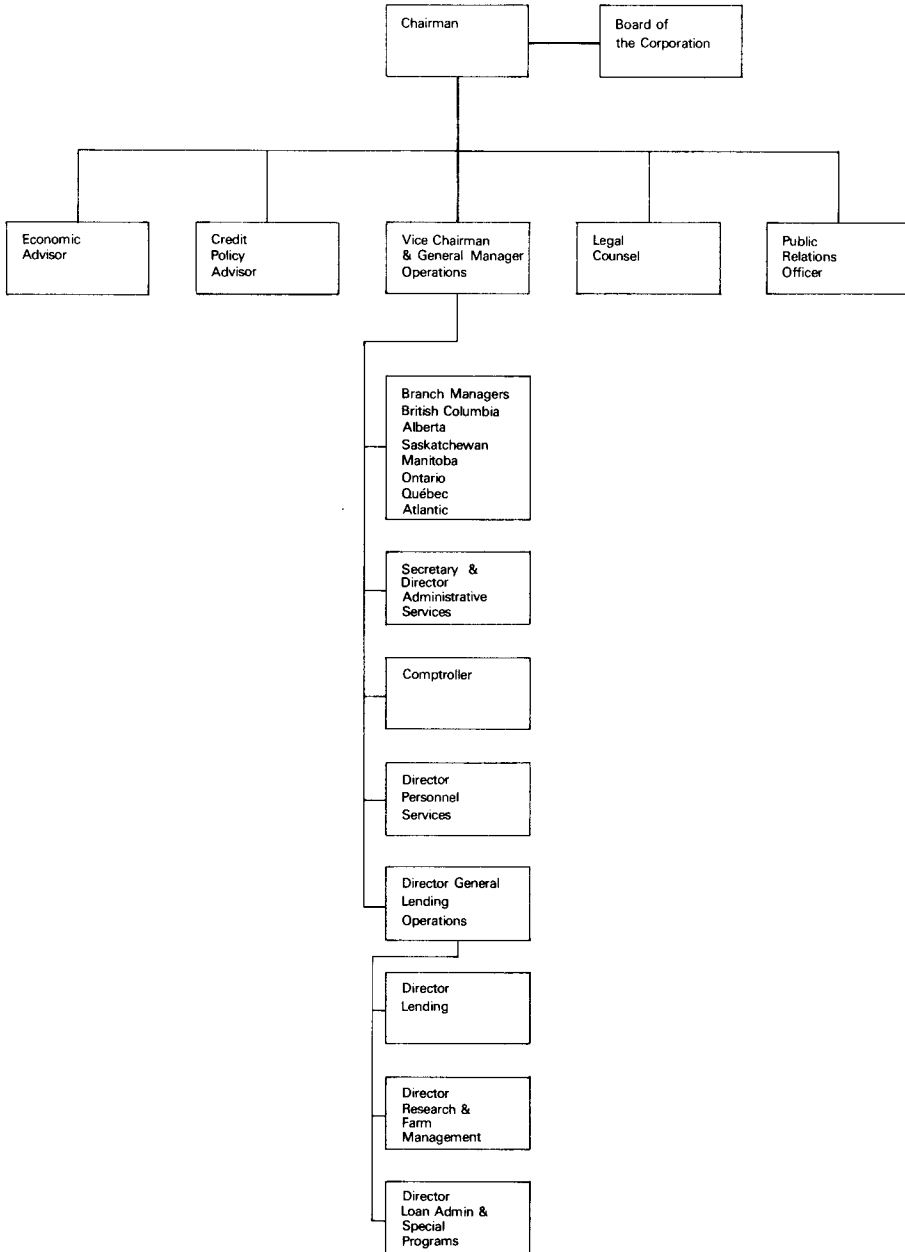 Chairman
Board of
the Corporation
Economic
Advisor
Credit
Policy
Advisor
Vice Chairman
& General Manager
Operations
Legal
Counsel
Public
Relations
Officer
Branch Managers
British Columbia
Alberta
Saskatchewan
Manitoba
Ontario
Québec
Atlantic
Secretary &
Director
Administrative
Services
Comptroller
Director
Personnel
Services
Director General
Lending
Operations
Director
Lending
Director
Research &
Farm
Management
Director
Loan Admin &
Special
Programs